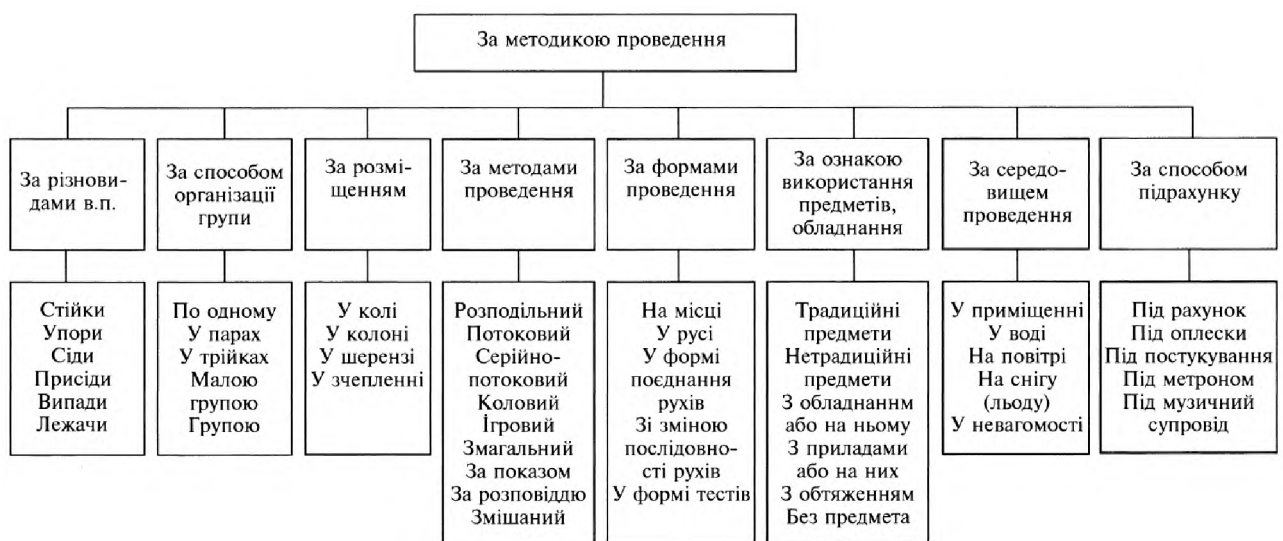 За методикою проведення
За різнови-
дами в.п.
За способом
організації
групи
За розмі-
щенням
За методами
проведення
За формами
проведення
За ознакою
використання
предметів,
обладнання
За середо-
вищем
проведення
За способом
підрахунку
Стійки
Упори
Сіди
Присіди
Випади
Лежачи
По одному
У парах
У трійках
Малою
групою
Групою
У колі
У колоні
У шерензі
У зчепленні
Розподільний
Потоковий
Серійно-
потоковий
Коловий
Ігровий
Змагальний
За показом
За розповіддю
Змішаний
На місці
У русі
У формі
поєднання
рухів
Зі зміною
послідовно-
сті рухів
У формі тестів
Традиційні
предмети
Нетрадиційні
предмети
З обладнанм
або на ньому
З приладами
або на них
З обтяженням
Без предмета
У приміщенні
У воді
На повітрі
На снігу
(льоду)
У невагомості
Під рахунок
Під оплески
Під постукування
Під метроном
Під музичний
супровід